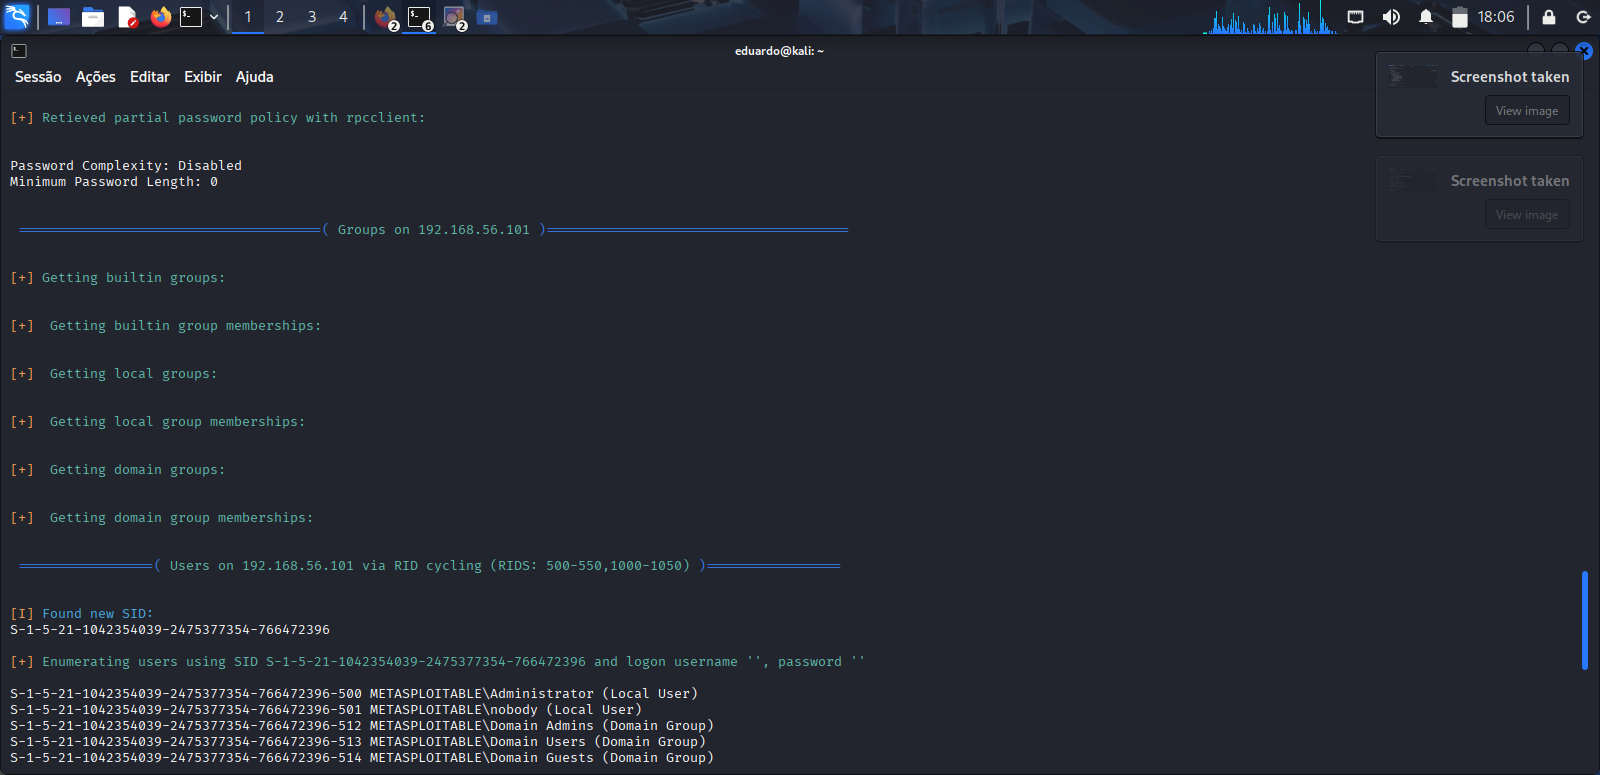 1 2 3 4 2 6 2 18:06
eduardo@kali: ~
Sessão Ações Editar Exibir Ajuda
Screenshot taken
View image
Screenshot taken
View image
[+] Retieved partial password policy with rpcclient:
Password Complexity: Disabled
Minimum Password Length: 0
( Groups on 192.168.56.101 )
[+] Getting builtin groups:
[+] Getting builtin group memberships:
[+] Getting local groups:
[+] Getting local group memberships:
[+] Getting domain groups:
[+] Getting domain group memberships:
( Users on 192.168.56.101 via RID cycling (RIDS: 500-550,1000-1050) )
[I] Found new SID:
S-1-5-21-1042354039-2475377354-766472396
[+] Enumerating users using SID S-1-5-21-1042354039-2475377354-766472396 and logon username '', password ''
S-1-5-21-1042354039-2475377354-766472396-500 METASPLOITABLE\Administrator (Local User)
S-1-5-21-1042354039-2475377354-766472396-501 METASPLOITABLE\nobody (Local User)
S-1-5-21-1042354039-2475377354-766472396-512 METASPLOITABLE\Domain Admins (Domain Group)
S-1-5-21-1042354039-2475377354-766472396-513 METASPLOITABLE\Domain Users (Domain Group)
S-1-5-21-1042354039-2475377354-766472396-514 METASPLOITABLE\Domain Guests (Domain Group)